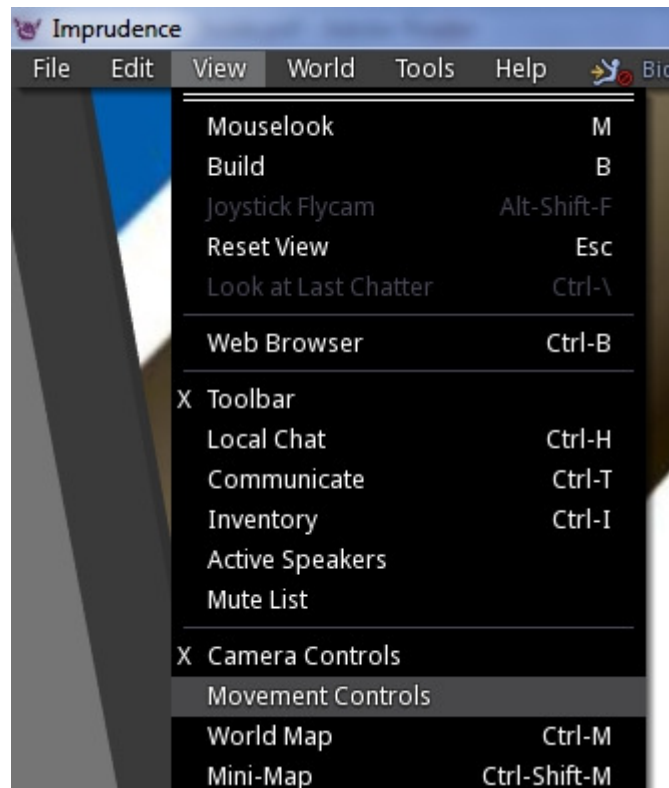 Imprudence
File Edit View World Tools Help
Mouselook M
Build B
Joystick Flycam Alt-Shift-F
Reset View Esc
Look at Last Chatter Ctrl-\
Web Browser Ctrl-B
X Toolbar
Local Chat Ctrl-H
Communicate Ctrl-T
Inventory Ctrl-I
Active Speakers
Mute List
X Camera Controls
Movement Controls
World Map Ctrl-M
Mini-Map Ctrl-Shift-M